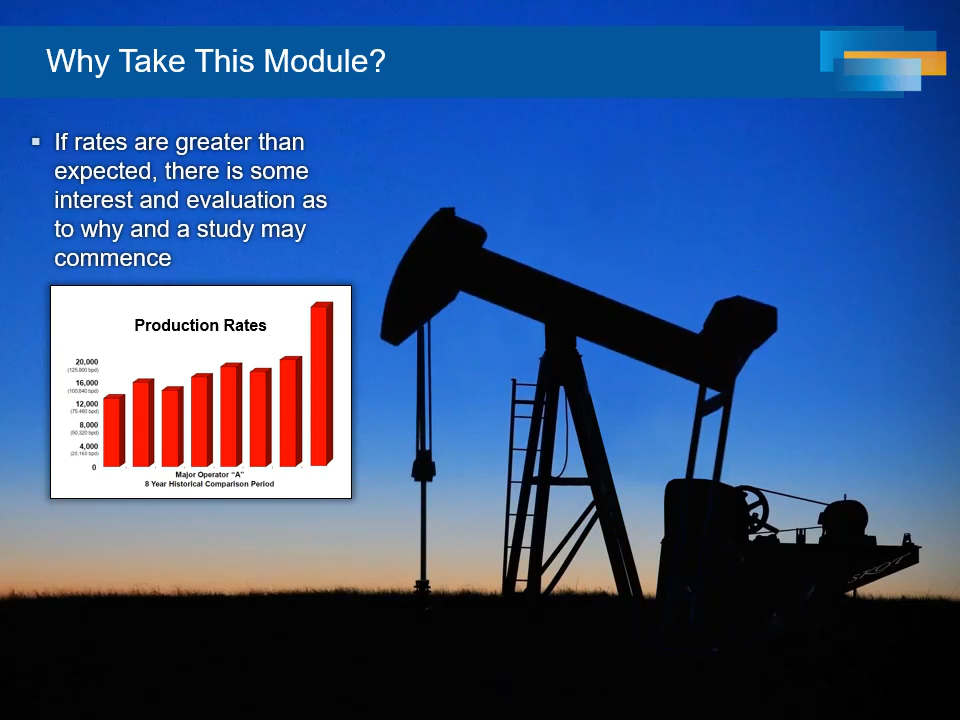 Why Take This Module?
▪ If rates are greater than
expected, there is some
interest and evaluation as
to why and a study may
commence
Production Rates
20,000
(125,800 bpd)
16,000
(100,640 bpd)
12,000
(75,480 bpd)
8,000
(50,320 bpd)
4,000
(25,165 bpd)
0
Major Operator “A”
8 Year Historical Comparison Period